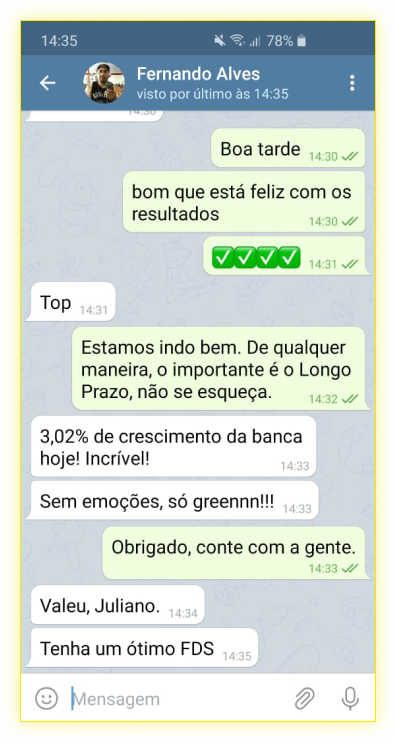 14:35 78%
Fernando Alves
visto por último às 14:35
14:30
Boa tarde 14:30
bom que está feliz com os
resultados 14:30
✅✅✅✅ 14:31
Top 14:31
Estamos indo bem. De qualquer
maneira, o importante é o Longo
Prazo, não se esqueça. 14:32
3,02% de crescimento da banca
hoje! Incrível! 14:33
Sem emoções, só greennn!!! 14:33
Obrigado, conte com a gente.
14:33
Valeu, Juliano. 14:34
Tenha um ótimo FDS 14:35
Mensagem